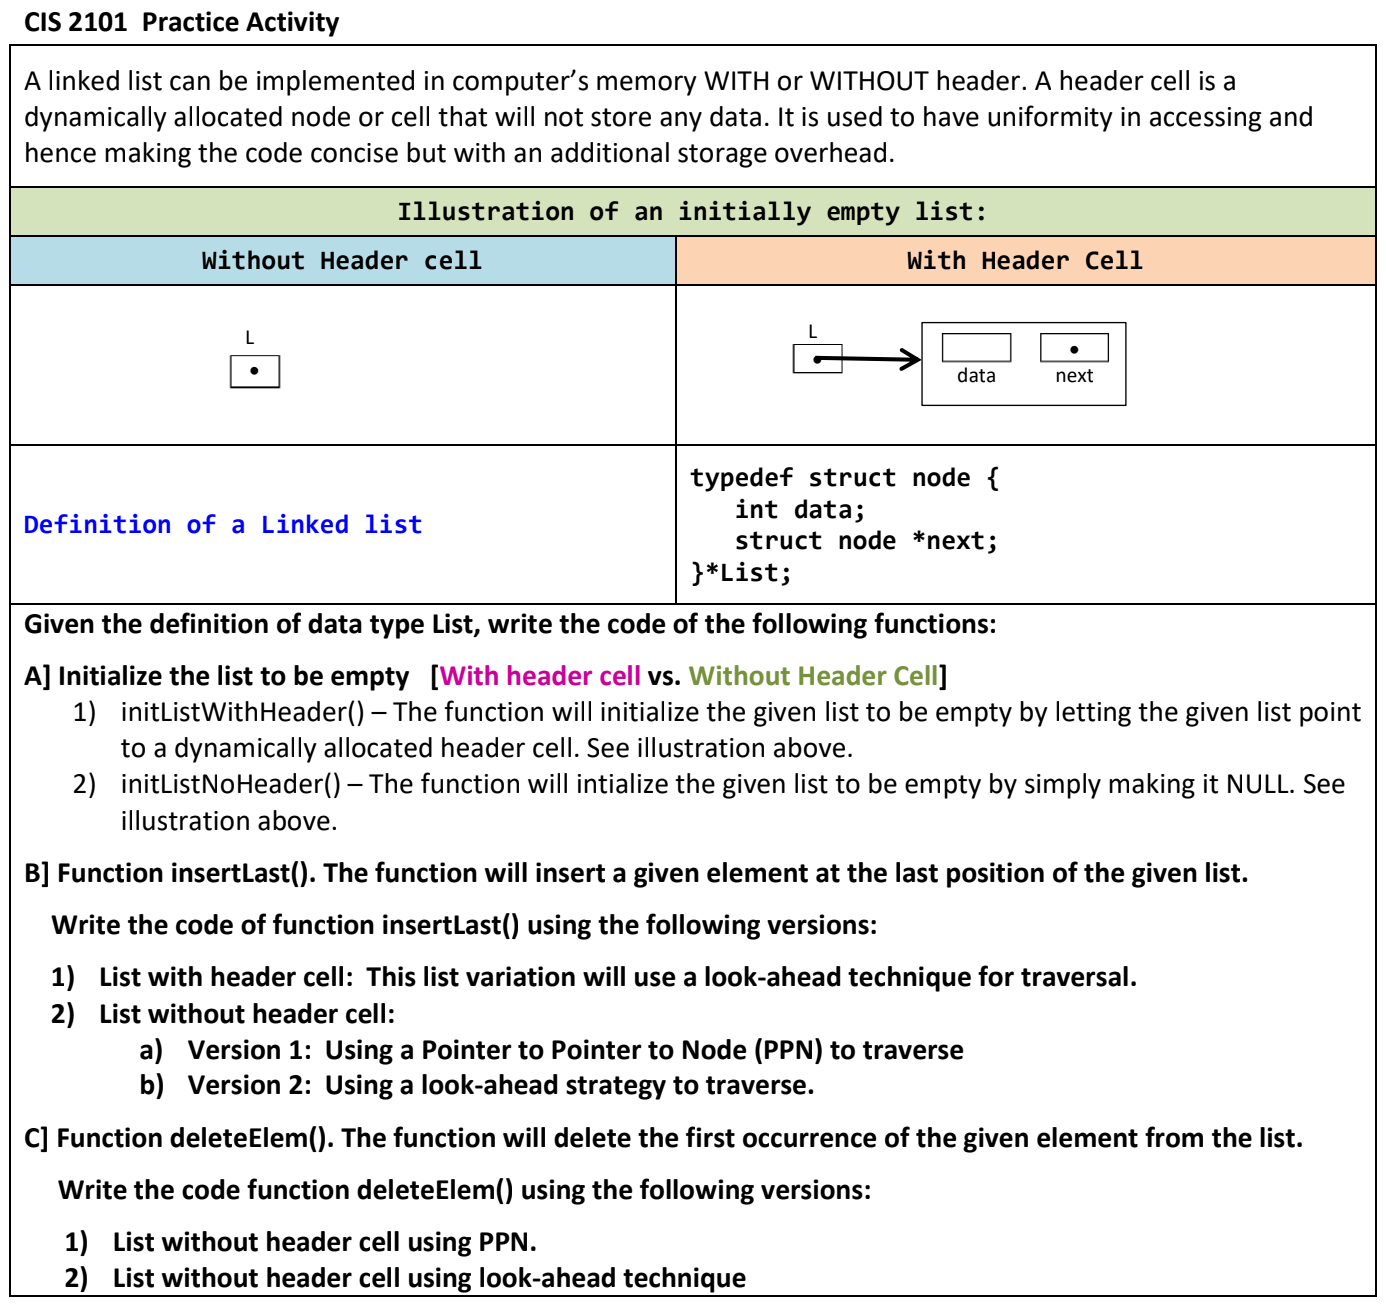 CIS 2101  Practice Activity
A linked list can be implemented in computer’s memory WITH or WITHOUT header. A header cell is a
dynamically allocated node or cell that will not store any data. It is used to have uniformity in accessing and
hence making the code concise but with an additional storage overhead.
Illustration of an initially empty list:
Without Header cell
With Header Cell
L
L
data
next
Definition of a Linked list
typedef struct node {
int data;
struct node *next;
}*List;
Given the definition of data type List, write the code of the following functions:
A] Initialize the list to be empty   [With header cell vs. Without Header Cell]
1) initListWithHeader() – The function will initialize the given list to be empty by letting the given list point
to a dynamically allocated header cell. See illustration above.
2) initListNoHeader() – The function will intialize the given list to be empty by simply making it NULL. See
illustration above.
B] Function insertLast(). The function will insert a given element at the last position of the given list.
Write the code of function insertLast() using the following versions:
1) List with header cell:  This list variation will use a look-ahead technique for traversal.
2) List without header cell:
a) Version 1:  Using a Pointer to Pointer to Node (PPN) to traverse
b) Version 2:  Using a look-ahead strategy to traverse.
C] Function deleteElem(). The function will delete the first occurrence of the given element from the list.
Write the code function deleteElem() using the following versions:
1) List without header cell using PPN.
2) List without header cell using look-ahead technique